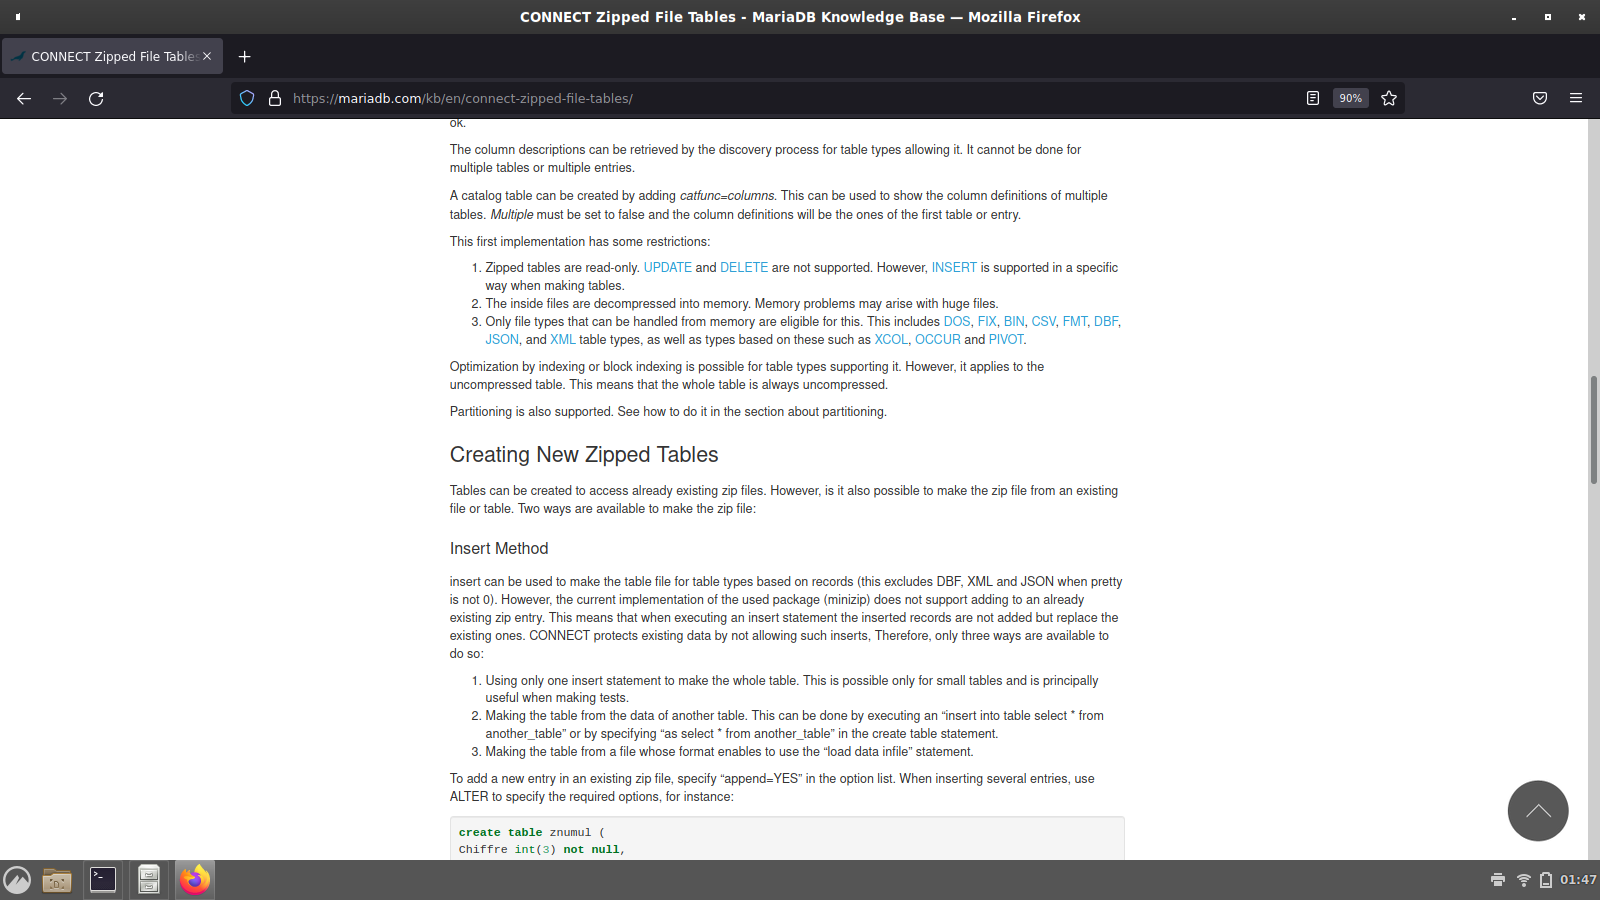 CONNECT Zipped File Tables - MariaDB Knowledge Base — Mozilla Firefox
CONNECT Zipped File Tables
https://mariadb.com/kb/en/connect-zipped-file-tables/
90%
ok.
The column descriptions can be retrieved by the discovery process for table types allowing it. It cannot be done for
multiple tables or multiple entries.
A catalog table can be created by adding catfunc=columns. This can be used to show the column definitions of multiple
tables. Multiple must be set to false and the column definitions will be the ones of the first table or entry.
This first implementation has some restrictions:
1. Zipped tables are read-only. UPDATE and DELETE are not supported. However, INSERT is supported in a specific
way when making tables.
2. The inside files are decompressed into memory. Memory problems may arise with huge files.
3. Only file types that can be handled from memory are eligible for this. This includes DOS, FIX, BIN, CSV, FMT, DBF,
JSON, and XML table types, as well as types based on these such as XCOL, OCCUR and PIVOT.
Optimization by indexing or block indexing is possible for table types supporting it. However, it applies to the
uncompressed table. This means that the whole table is always uncompressed.
Partitioning is also supported. See how to do it in the section about partitioning.
Creating New Zipped Tables
Tables can be created to access already existing zip files. However, is it also possible to make the zip file from an existing
file or table. Two ways are available to make the zip file:
Insert Method
insert can be used to make the table file for table types based on records (this excludes DBF, XML and JSON when pretty
is not 0). However, the current implementation of the used package (minizip) does not support adding to an already
existing zip entry. This means that when executing an insert statement the inserted records are not added but replace the
existing ones. CONNECT protects existing data by not allowing such inserts, Therefore, only three ways are available to
do so:
1. Using only one insert statement to make the whole table. This is possible only for small tables and is principally
useful when making tests.
2. Making the table from the data of another table. This can be done by executing an “insert into table select * from
another_table” or by specifying “as select * from another_table” in the create table statement.
3. Making the table from a file whose format enables to use the “load data infile” statement.
To add a new entry in an existing zip file, specify “append=YES” in the option list. When inserting several entries, use
ALTER to specify the required options, for instance:
create table znumul (
Chiffre int(3) not null,
01:47